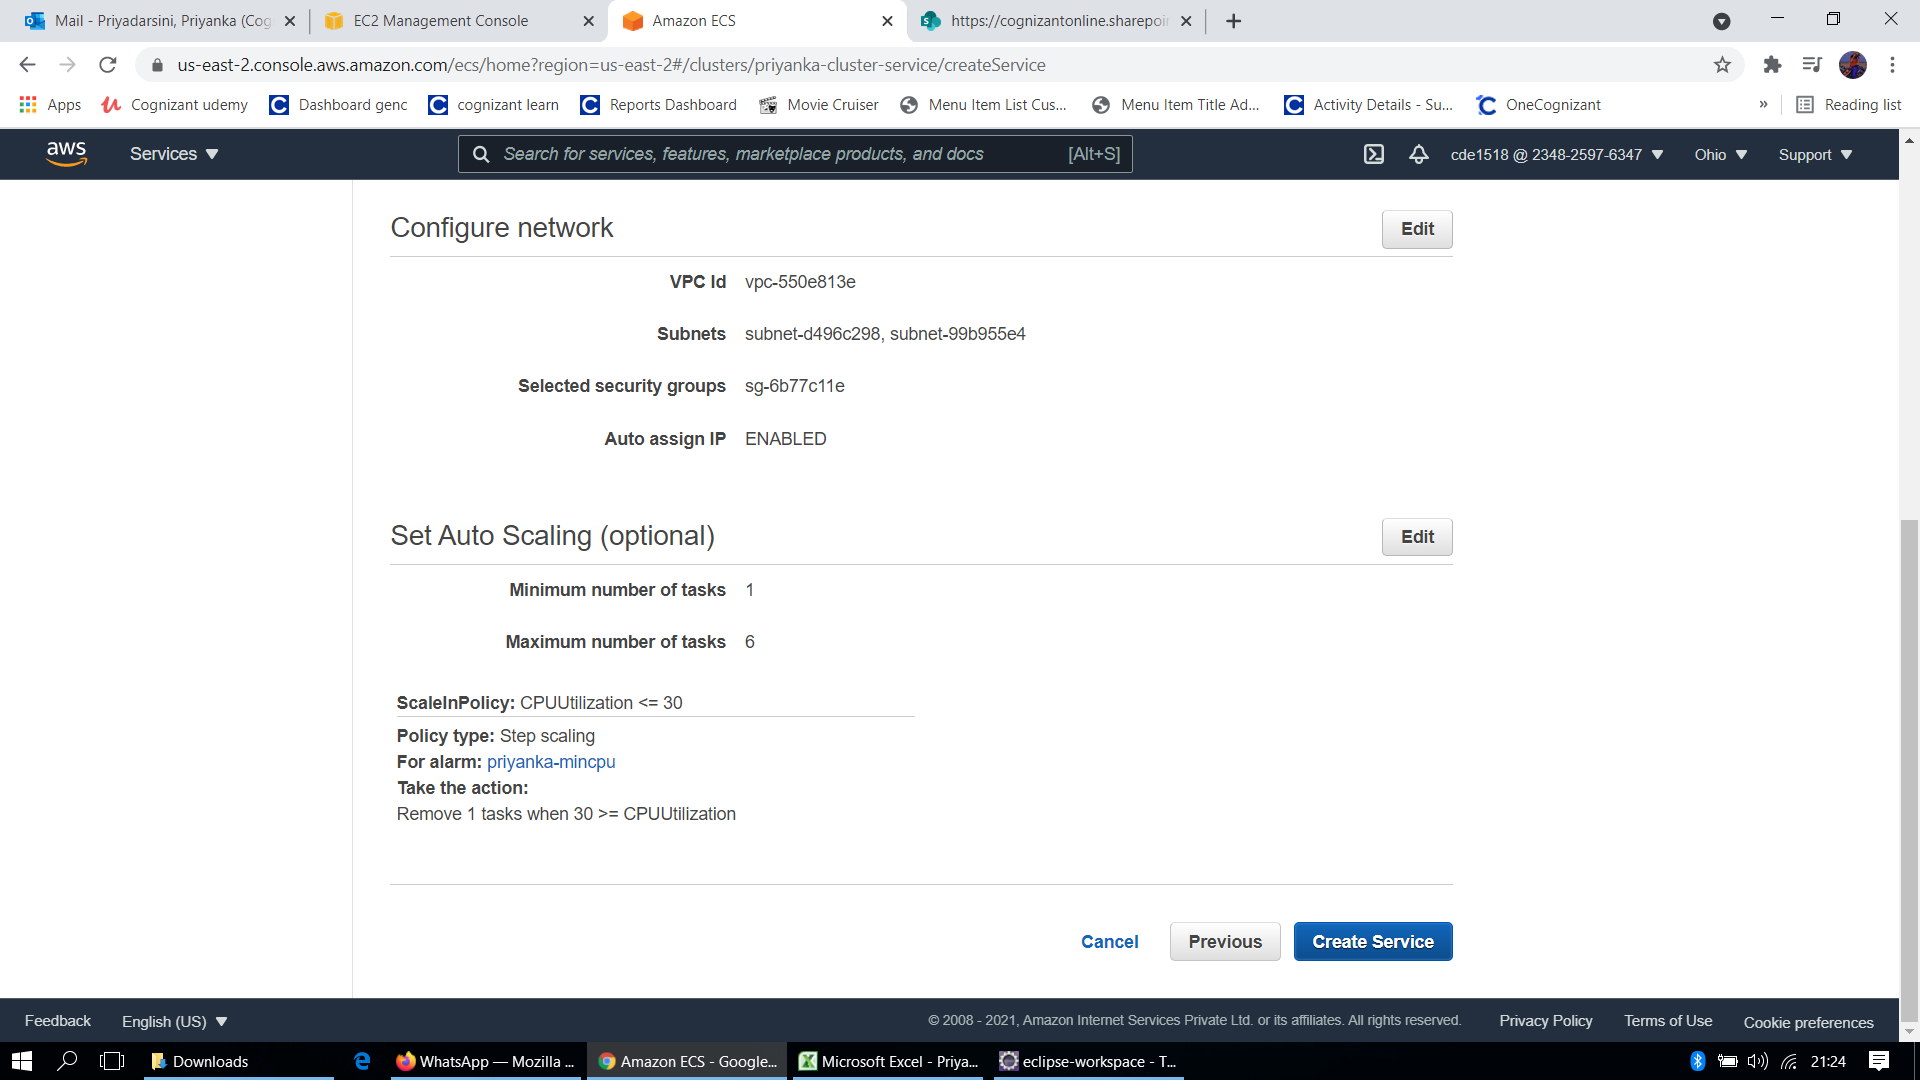 Mail - Priyadarsini, Priyanka (Cog
EC2 Management Console
Amazon ECS
https://cognizantonline.sharepoin
us-east-2.console.aws.amazon.com/ecs/home?region=us-east-2#/clusters/priyanka-cluster-service/createService
Apps
Cognizant udemy
Dashboard genc
cognizant learn
Reports Dashboard
Movie Cruiser
Menu Item List Cus...
Menu Item Title Ad...
Activity Details - Su...
OneCognizant
»
Reading list
aws
Services
Search for services, features, marketplace products, and docs
[Alt+S]
cde1518 @ 2348-2597-6347
Ohio
Support
Configure network
Edit
VPC Id vpc-550e813e
Subnets subnet-d496c298, subnet-99b955e4
Selected security groups sg-6b77c11e
Auto assign IP ENABLED
Set Auto Scaling (optional)
Edit
Minimum number of tasks 1
Maximum number of tasks 6
ScaleInPolicy: CPUUtilization <= 30
Policy type: Step scaling
For alarm: priyanka-mincpu
Take the action:
Remove 1 tasks when 30 >= CPUUtilization
Cancel
Previous
Create Service
Feedback
English (US)
© 2008 - 2021, Amazon Internet Services Private Ltd. or its affiliates. All rights reserved.
Privacy Policy
Terms of Use
Cookie preferences
Downloads
WhatsApp — Mozilla ...
Amazon ECS - Google...
Microsoft Excel - Priya...
eclipse-workspace - T...
21:24